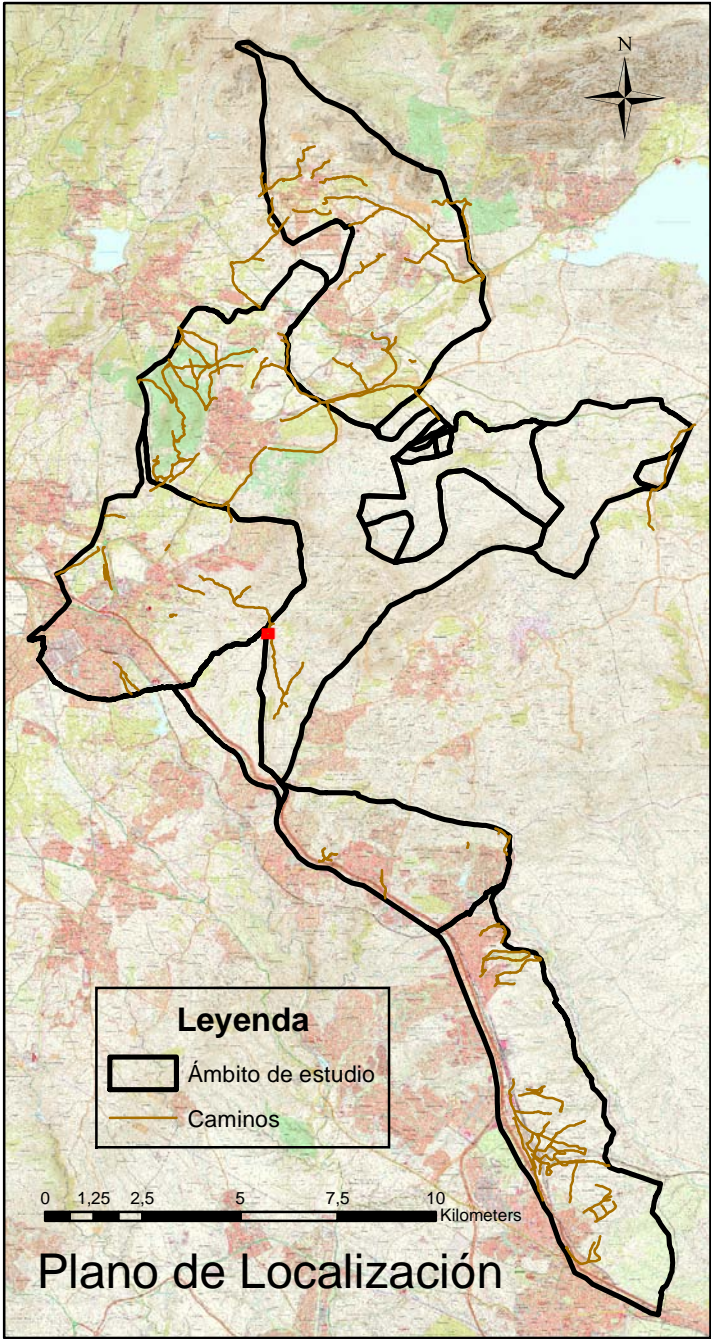 N
Leyenda
Ámbito de estudio
Caminos
0 1,25 2,5 5 7,5 10
Kilometers
Plano de Localización